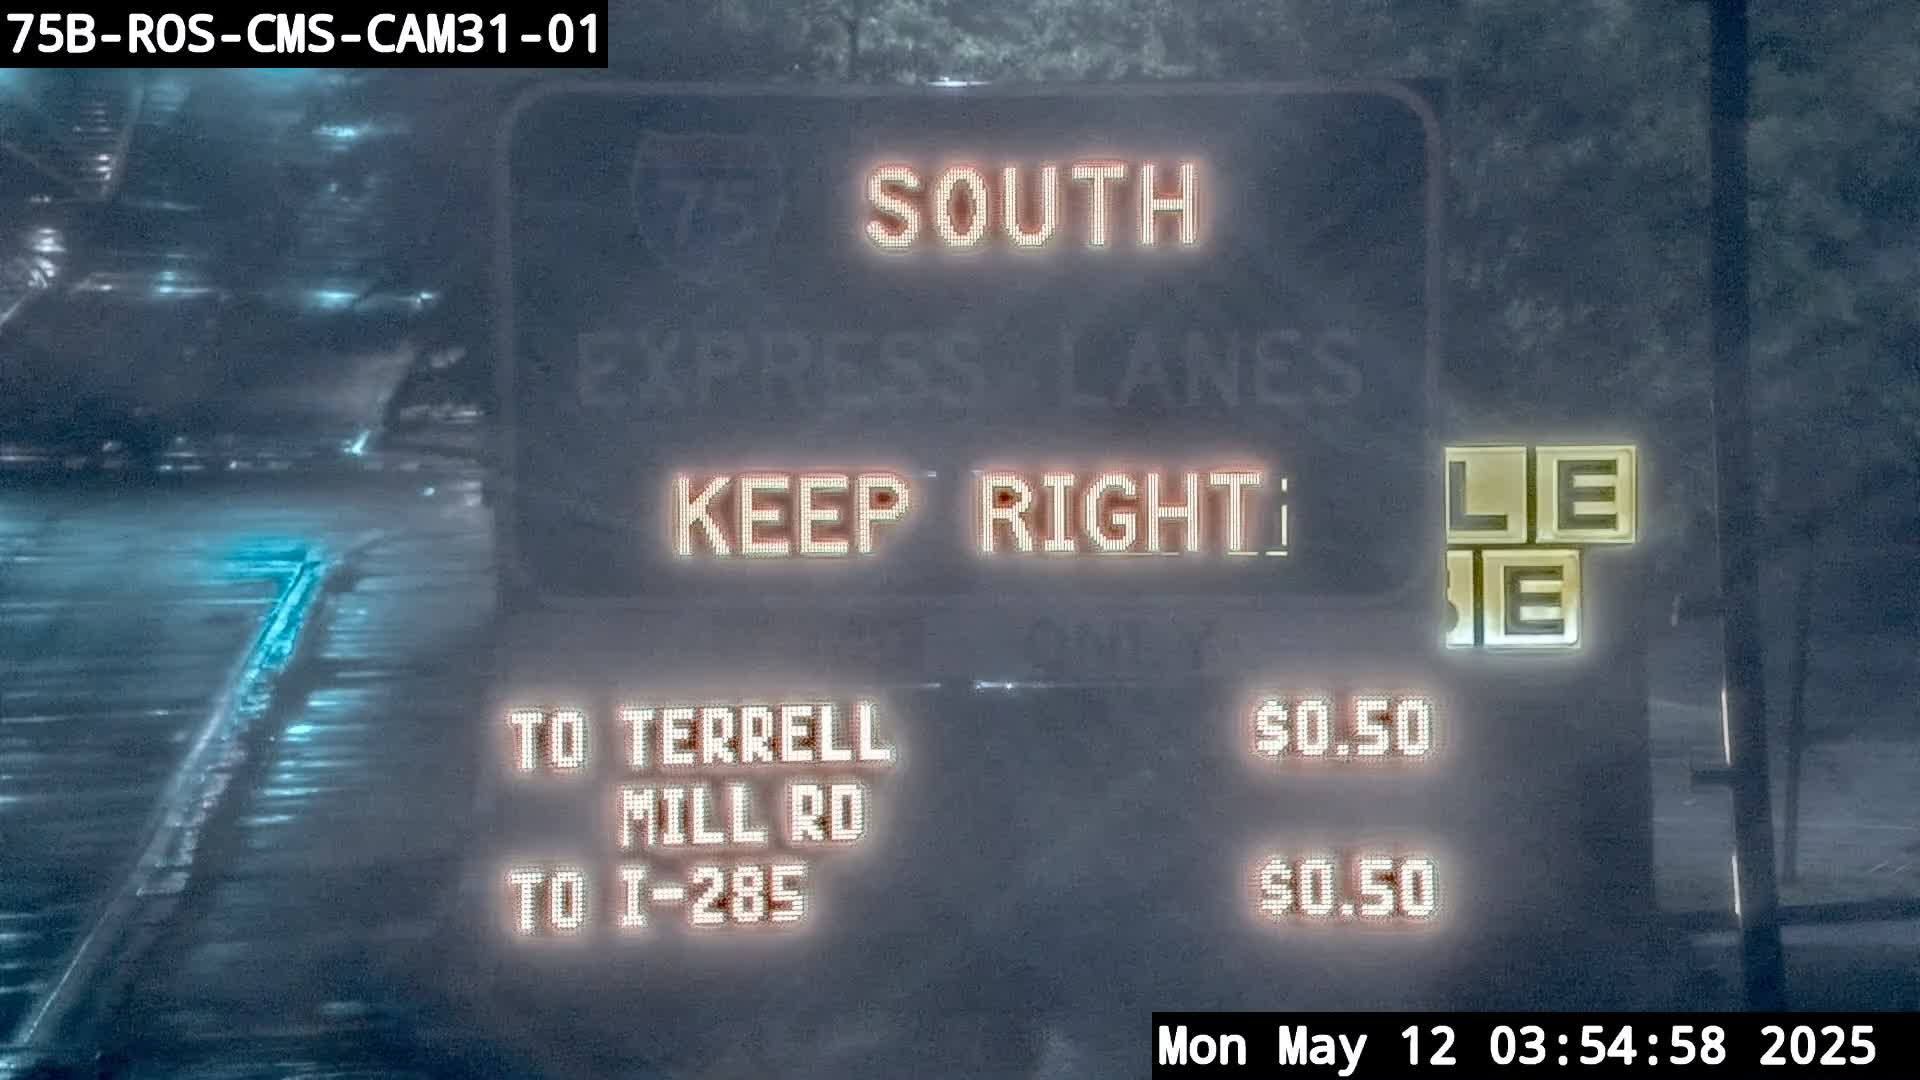 75B-ROS-CMS-CAM31-01
75 SOUTH
EXPRESS LANES
KEEP RIGHT
LE
E
ONLY
TO TERRELL $0.50
MILL RD
TO I-285 $0.50
Mon May 12 03:54:58 2025